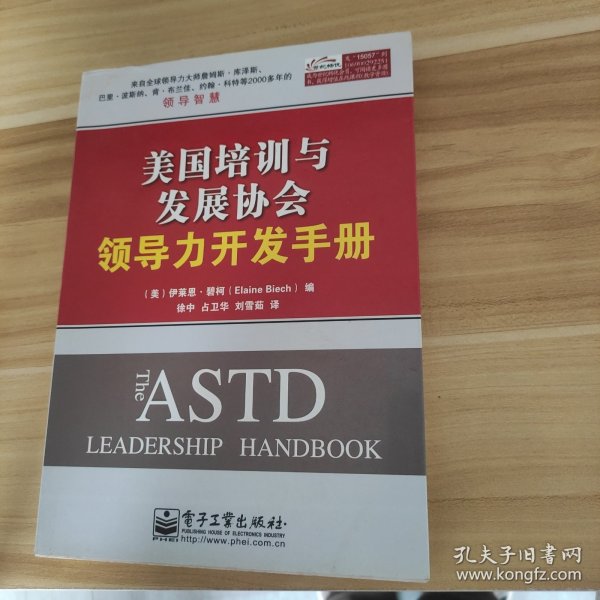 来自全球领导力大师詹姆斯·库泽斯、
巴里·波斯纳、肯·布兰佳、约翰·科特等2000多年的
领导智慧
美国培训与
发展协会
领导力开发手册
（美）伊莱恩·碧柯（Elaine Biech） 编
徐中 占卫华 刘雪茹 译
The ASTD
LEADERSHIP HANDBOOK
電子工業出版社·
PUBLISHING HOUSE OF ELECTRONICS INDUSTRY
PHEI http://www.phei.com.cn
孔夫子旧书网
www.kongfz.com